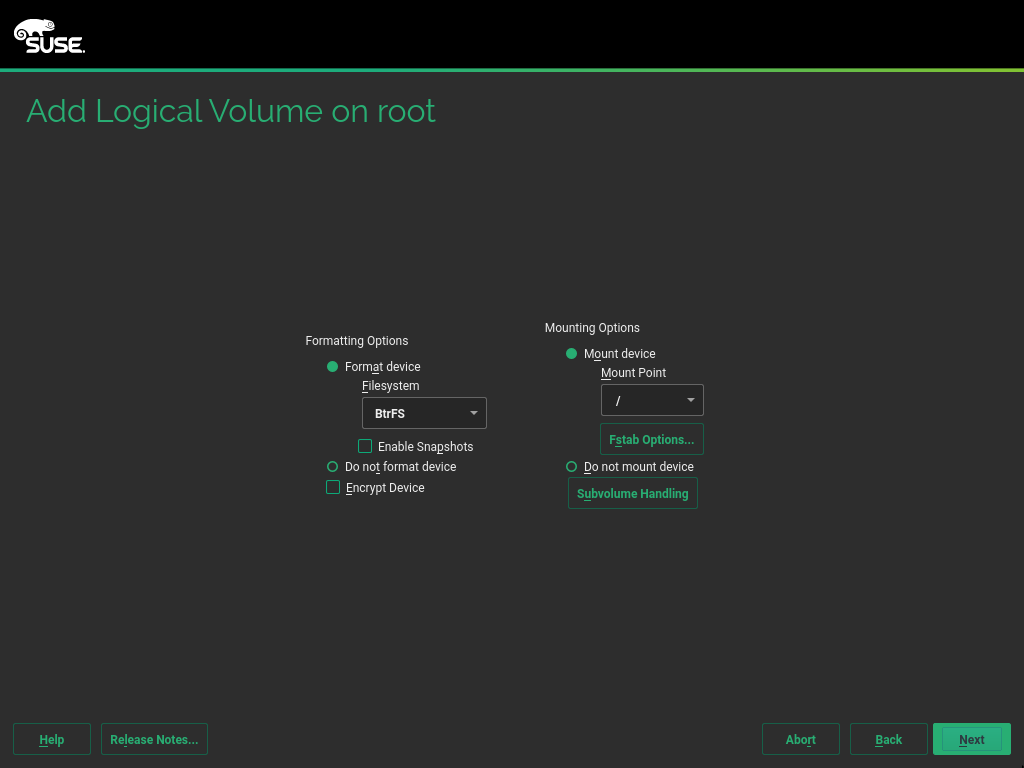 SUSE.
Add Logical Volume on root
Formatting Options
Format device
Filesystem
BtrFS
Enable Snapshots
Do not format device
Encrypt Device
Mounting Options
Mount device
Mount Point
/
Fstab Options...
Do not mount device
Subvolume Handling
Help
Release Notes...
Abort
Back
Next